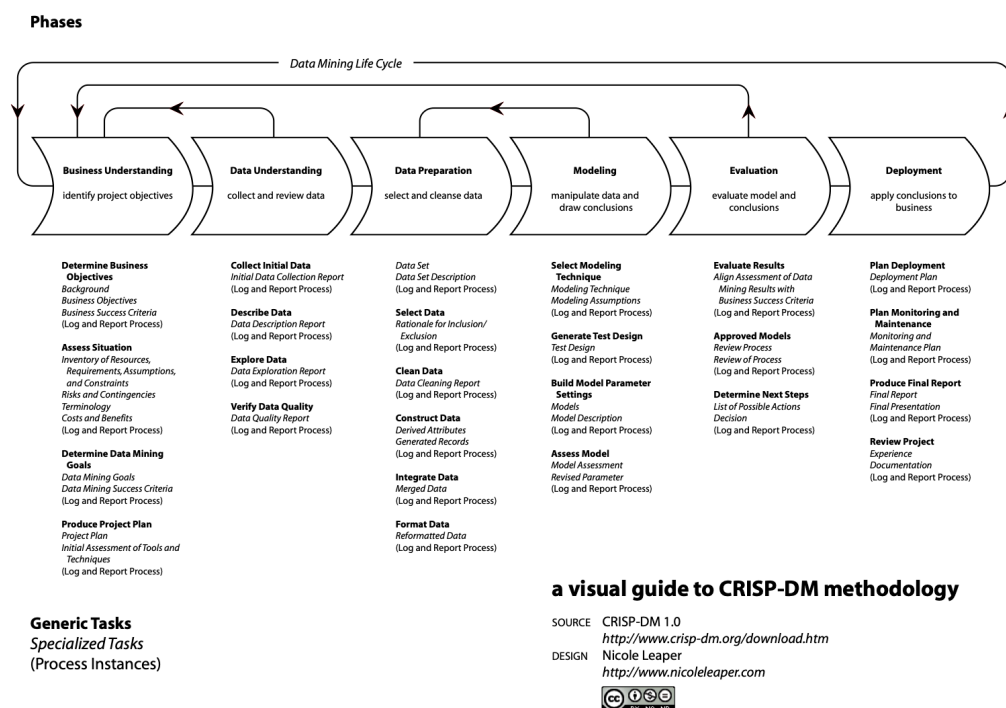 Phases
Data Mining Life Cycle
Business Understanding
identify project objectives
Data Understanding
collect and review data
Data Preparation
select and cleanse data
Modeling
manipulate data and
draw conclusions
Evaluation
evaluate model and
conclusions
Deployment
apply conclusions to
business
Determine Business
Objectives
Background
Business Objectives
Business Success Criteria
(Log and Report Process)
Assess Situation
Inventory of Resources,
Requirements, Assumptions,
and Constraints
Risks and Contingencies
Terminology
Costs and Benefits
(Log and Report Process)
Determine Data Mining
Goals
Data Mining Goals
Data Mining Success Criteria
(Log and Report Process)
Produce Project Plan
Project Plan
Initial Assessment of Tools and
Techniques
(Log and Report Process)
Collect Initial Data
Initial Data Collection Report
(Log and Report Process)
Describe Data
Data Description Report
(Log and Report Process)
Explore Data
Data Exploration Report
(Log and Report Process)
Verify Data Quality
Data Quality Report
(Log and Report Process)
Data Set
Data Set Description
(Log and Report Process)
Select Data
Rationale for Inclusion/
Exclusion
(Log and Report Process)
Clean Data
Data Cleaning Report
(Log and Report Process)
Construct Data
Derived Attributes
Generated Records
(Log and Report Process)
Integrate Data
Merged Data
(Log and Report Process)
Format Data
Reformatted Data
(Log and Report Process)
Select Modeling
Technique
Modeling Technique
Modeling Assumptions
(Log and Report Process)
Generate Test Design
Test Design
(Log and Report Process)
Build Model Parameter
Settings
Models
Model Description
(Log and Report Process)
Assess Model
Model Assessment
Revised Parameter
(Log and Report Process)
Evaluate Results
Align Assessment of Data
Mining Results with
Business Success Criteria
(Log and Report Process)
Approved Models
Review Process
Review of Process
(Log and Report Process)
Determine Next Steps
List of Possible Actions
Decision
(Log and Report Process)
Plan Deployment
Deployment Plan
(Log and Report Process)
Plan Monitoring and
Maintenance
Monitoring and
Maintenance Plan
(Log and Report Process)
Produce Final Report
Final Report
Final Presentation
(Log and Report Process)
Review Project
Experience
Documentation
(Log and Report Process)
Generic Tasks
Specialized Tasks
(Process Instances)
a visual guide to CRISP-DM methodology
SOURCE CRISP-DM 1.0
http://www.crisp-dm.org/download.htm
DESIGN Nicole Leaper
http://www.nicoleleaper.com
cc